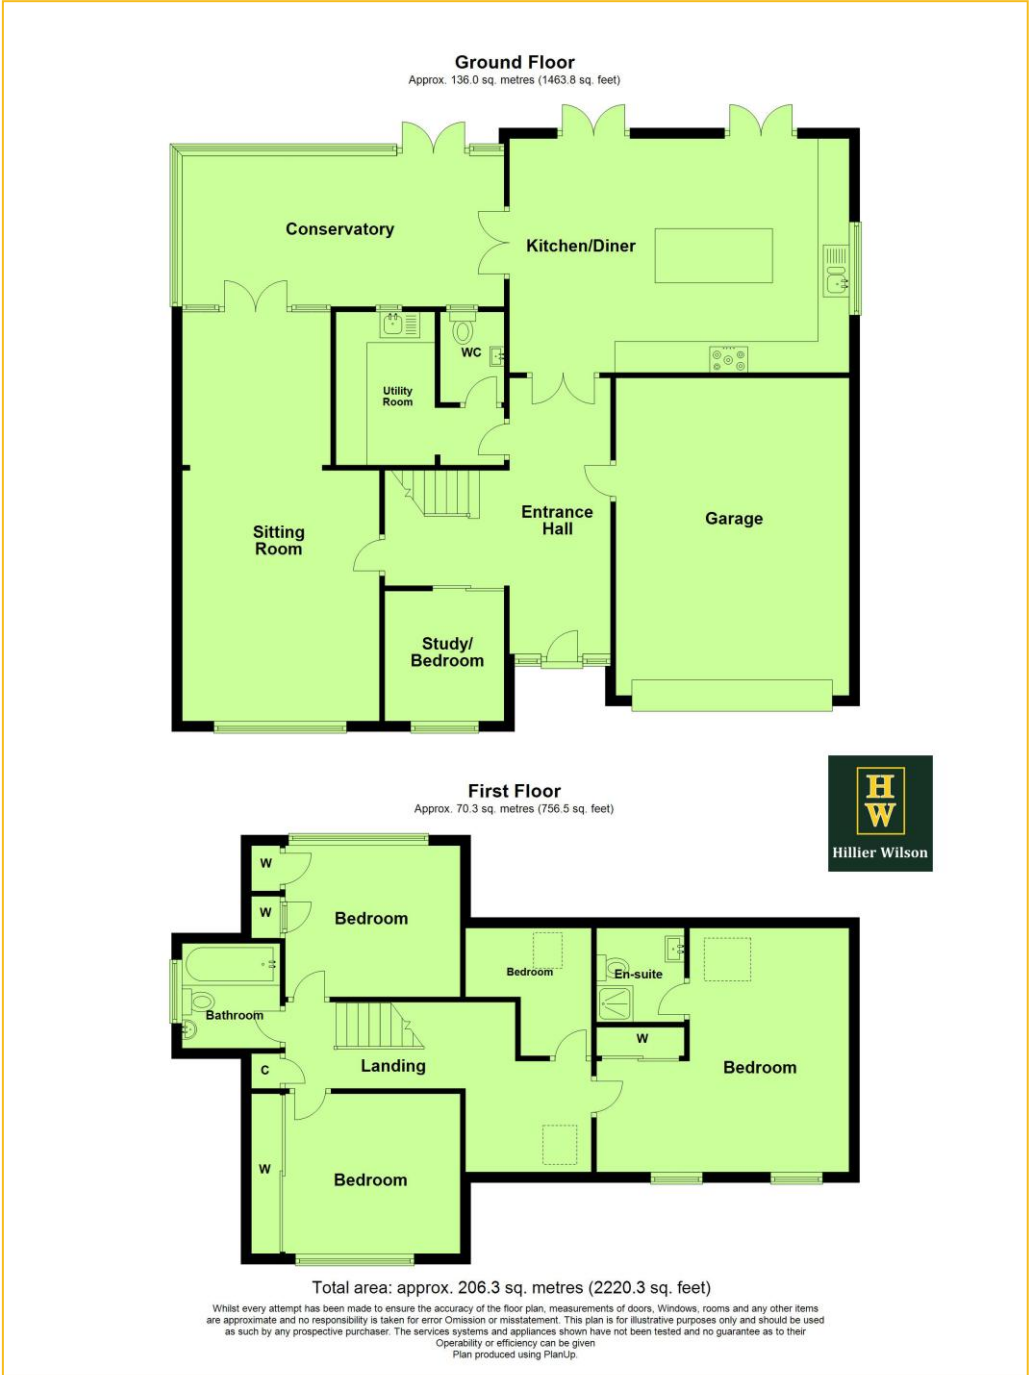 Ground Floor
Approx. 136.0 sq. metres (1463.8 sq. feet)
Conservatory
Kitchen/Diner
WC
Utility
Room
Entrance
Hall
Garage
Sitting
Room
Study/
Bedroom
First Floor
Approx. 70.3 sq. metres (756.5 sq. feet)
H
W
Hillier Wilson
W
W
Bedroom
Bedroom
En-suite
Bathroom
W
Landing
Bedroom
C
W
Bedroom
Total area: approx. 206.3 sq. metres (2220.3 sq. feet)
Whilst every attempt has been made to ensure the accuracy of the floor plan, measurements of doors, Windows, rooms and any other items
are approximate and no responsibility is taken for error Omission or misstatement. This plan is for illustrative purposes only and should be used
as such by any prospective purchaser. The services systems and appliances shown have not been tested and no guarantee as to their
Operability or efficiency can be given
Plan produced using PlanUp.